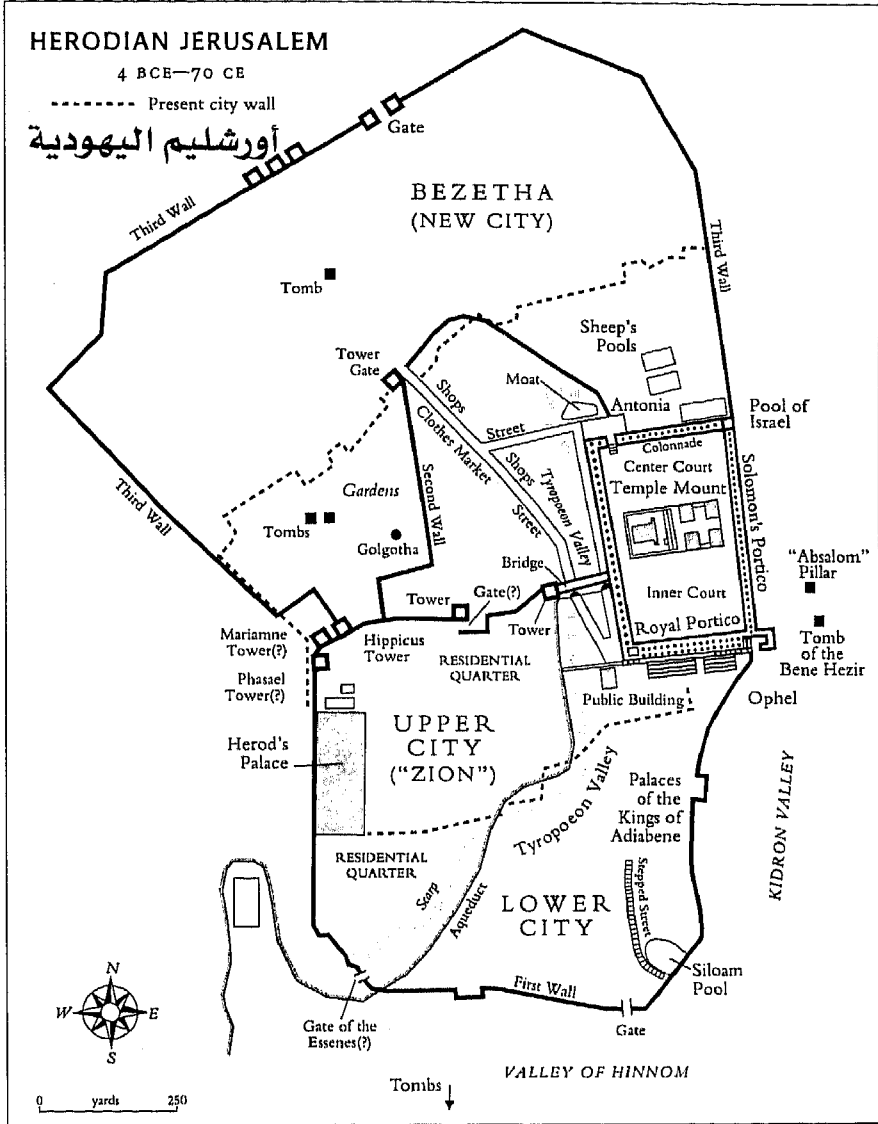 HERODIAN JERUSALEM
4 BCE—70 CE
Present city wall
أورشليم اليهودية
Gate
BEZETHA
(NEW CITY)
Third Wall
Third Wall
Tomb
Sheep's
Pools
Tower
Gate
Moat
Shops
Antonia
Pool of
Israel
Street
Clothes Market
Street
Shops
Tyropoeon Valley
Colonnade
Center Court
Temple Mount
Solomon's Portico
Second Wall
Gardens
Third Wall
Tombs
Golgotha
Bridge
"Absalom"
Pillar
Inner Court
Royal Portico
Tower
Gate(?)
Tower
Tomb
of the
Bene Hezir
Mariamne
Tower(?)
Hippicus
Tower
RESIDENTIAL
QUARTER
Phasael
Tower(?)
Public Building
Ophel
UPPER
CITY
("ZION")
Herod's
Palace
Tyropoeon Valley
Palaces
of the
Kings of
Adiabene
KIDRON VALLEY
RESIDENTIAL
QUARTER
Scarp
Aqueduct
LOWER
CITY
Stepped Street
Siloam
Pool
First Wall
Gate
Gate of the
Essenes(?)
N
W
E
S
VALLEY OF HINNOM
Tombs
0 yards 250